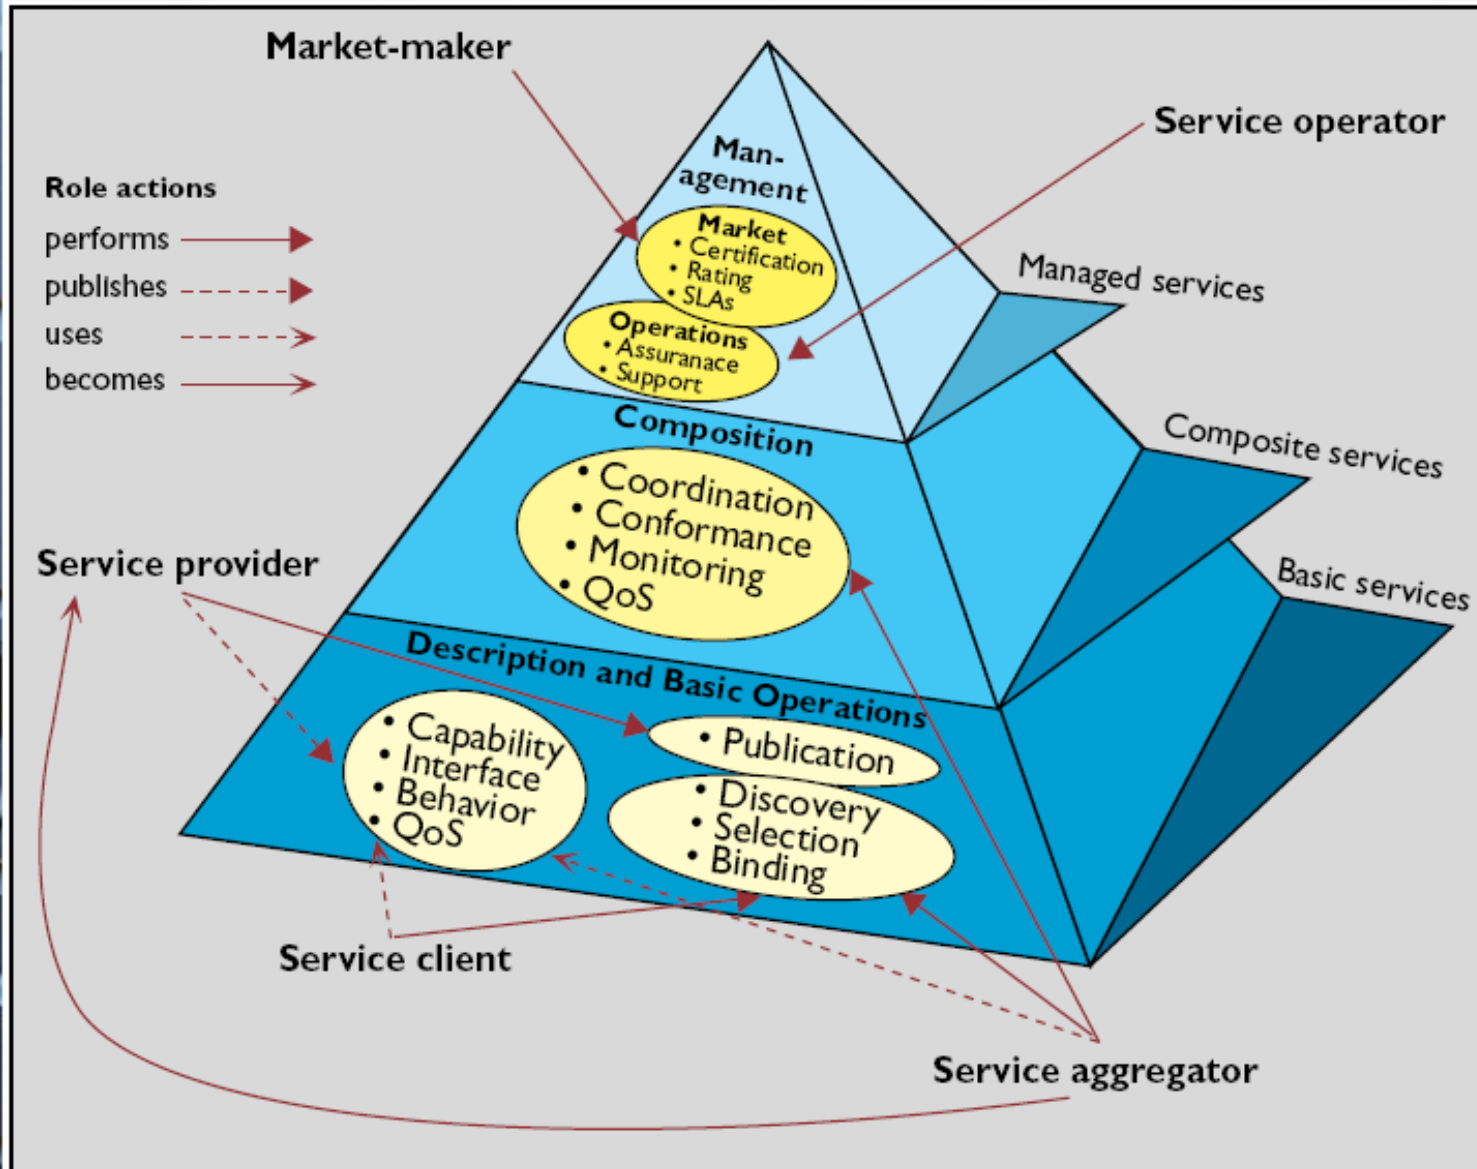 Market-maker
Service operator
Man-
agement
Role actions
performs
publishes
uses
becomes
Market
• Certification
• Rating
• SLAs
Operations
• Assuranace
• Support
Managed services
Composition
• Coordination
• Conformance
• Monitoring
• QoS
Composite services
Service provider
Basic services
Description and Basic Operations
• Capability
• Interface
• Behavior
• QoS
• Publication
• Discovery
• Selection
• Binding
Service client
Service aggregator